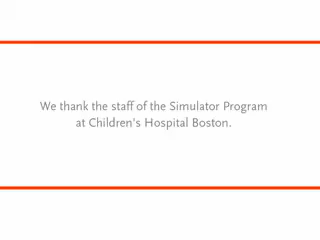 We thank the staff of the Simulator Program
at Children's Hospital Boston.